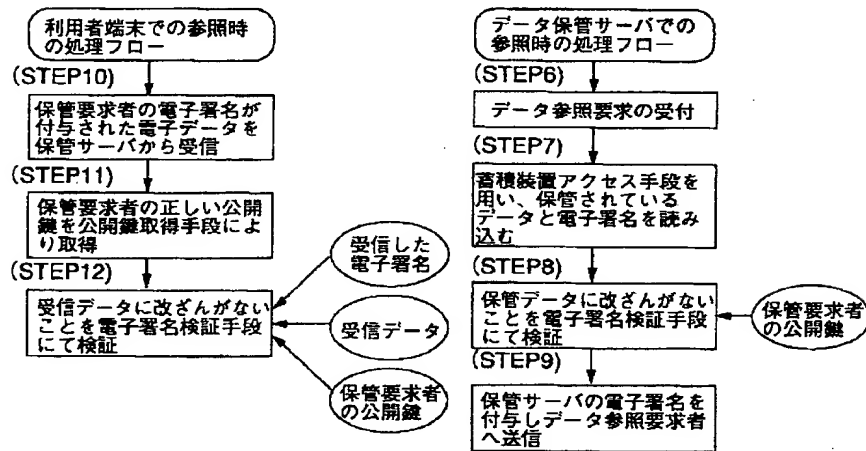 利用者端末での参照時
の処理フロー
(STEP10)
保管要求者の電子署名が
付与された電子データを
保管サーバから受信
(STEP11)
保管要求者の正しい公開
鍵を公開鍵取得手段によ
り取得
(STEP12)
受信データに改ざんがない
ことを電子署名検証手段
にて検証
受信した
電子署名
受信データ
保管要求者
の公開鍵
データ保管サーバでの
参照時の処理フロー
(STEP6)
データ参照要求の受付
(STEP7)
蓄積装置アクセス手段を
用い、保管されている
データと電子署名を読み
込む
(STEP8)
保管データに改ざんがない
ことを電子署名検証手段
にて検証
保管要求者
の公開鍵
(STEP9)
保管サーバの電子署名を
付与しデータ参照要求者
へ送信